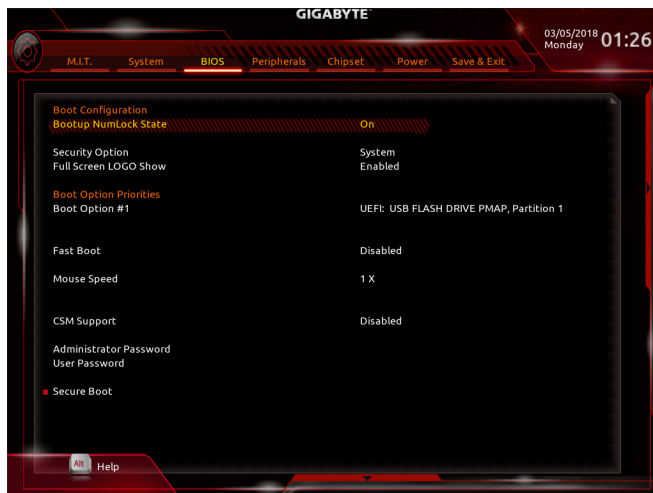 GIGABYTE™
03/05/2018 01:26
Monday
M.I.T. System BIOS Peripherals Chipset Power Save & Exit
Boot Configuration
Bootup NumLock State On
Security Option System
Full Screen LOGO Show Enabled
Boot Option Priorities
Boot Option #1 UEFI: USB FLASH DRIVE PMAP, Partition 1
Fast Boot Disabled
Mouse Speed 1 X
CSM Support Disabled
Administrator Password
User Password
Secure Boot
Alt Help